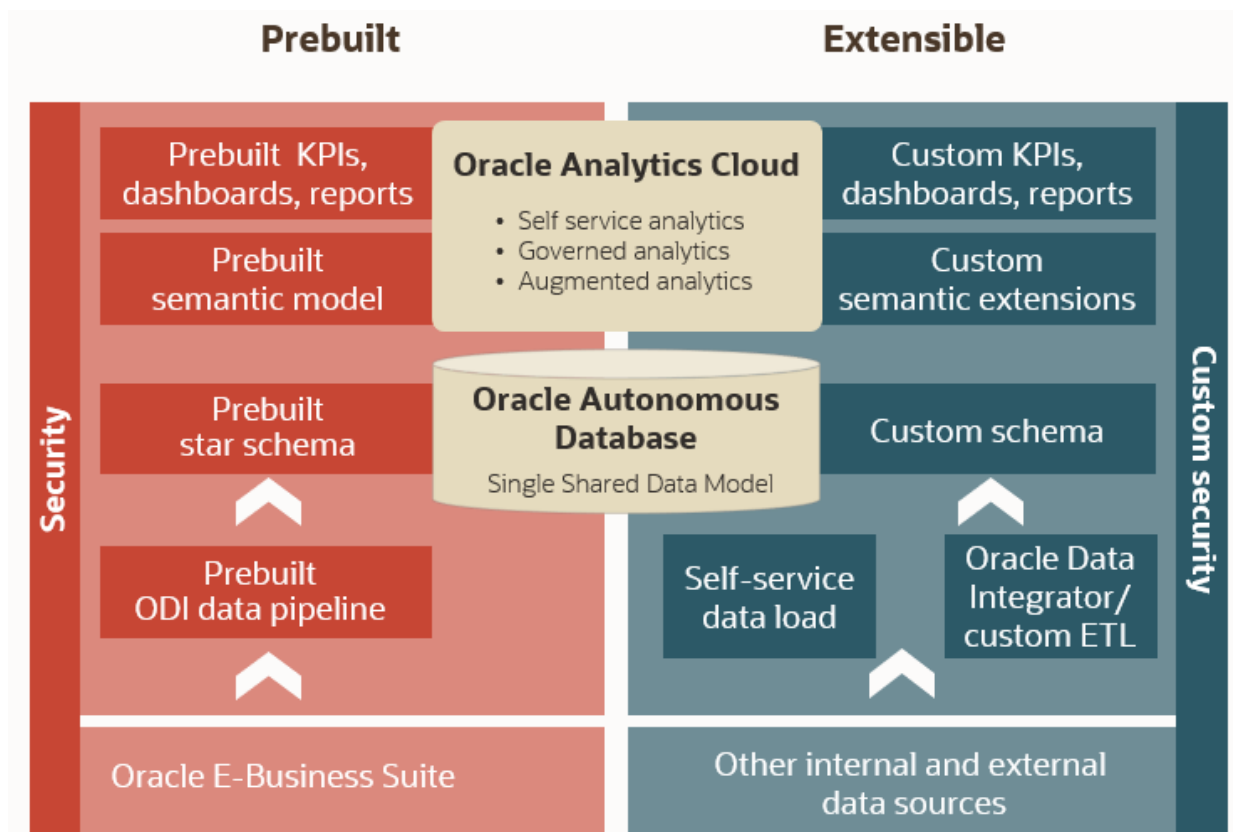 Prebuilt
Extensible
Security
Prebuilt KPIs,
dashboards, reports
Prebuilt
semantic model
Prebuilt
star schema
Prebuilt
ODI data pipeline
Oracle E-Business Suite
Oracle Analytics Cloud
• Self service analytics
• Governed analytics
• Augmented analytics
Oracle Autonomous
Database
Single Shared Data Model
Custom KPIs,
dashboards, reports
Custom
semantic extensions
Custom schema
Self-service
data load
Oracle Data
Integrator/
custom ETL
Other internal and external
data sources
Custom security